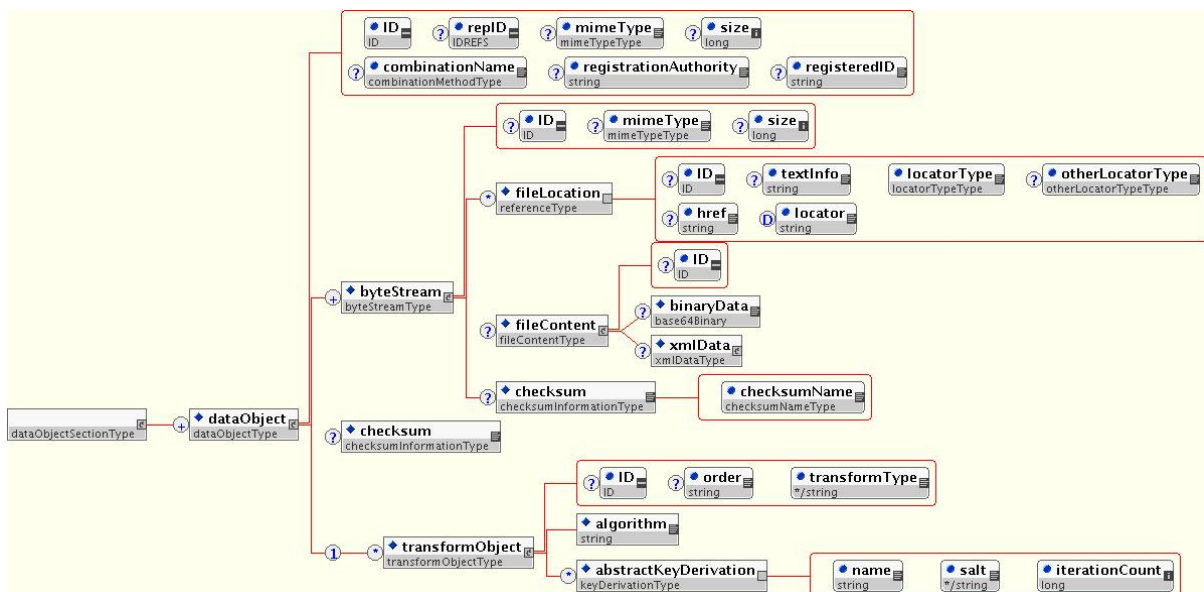 ID ? repID ? mimeType ? size
ID IDREFS mimeTypeType long
? combinationName ? registrationAuthority ? registeredID
combinationMethodType string string
? ID ? mimeType ? size
ID mimeTypeType long
* fileLocation
referenceType
? ID ? textInfo locatorType ? otherLocatorType
ID string locatorTypeType otherLocatorTypeType
? href D locator
string string
+ byteStream
byteStreamType
? fileContent
fileContentType
? ID
ID
? binaryData
base64Binary
? xmlData
xmlDataType
? checksum
checksumInformationType
checksumName
checksumNameType
dataObjectSectionType
+ dataObject
dataObjectType
? checksum
checksumInformationType
1 * transformObject
transformObjectType
? ID ? order transformType
ID string */string
algorithm
string
* abstractKeyDerivation
keyDerivationType
name salt iterationCount
string */string long